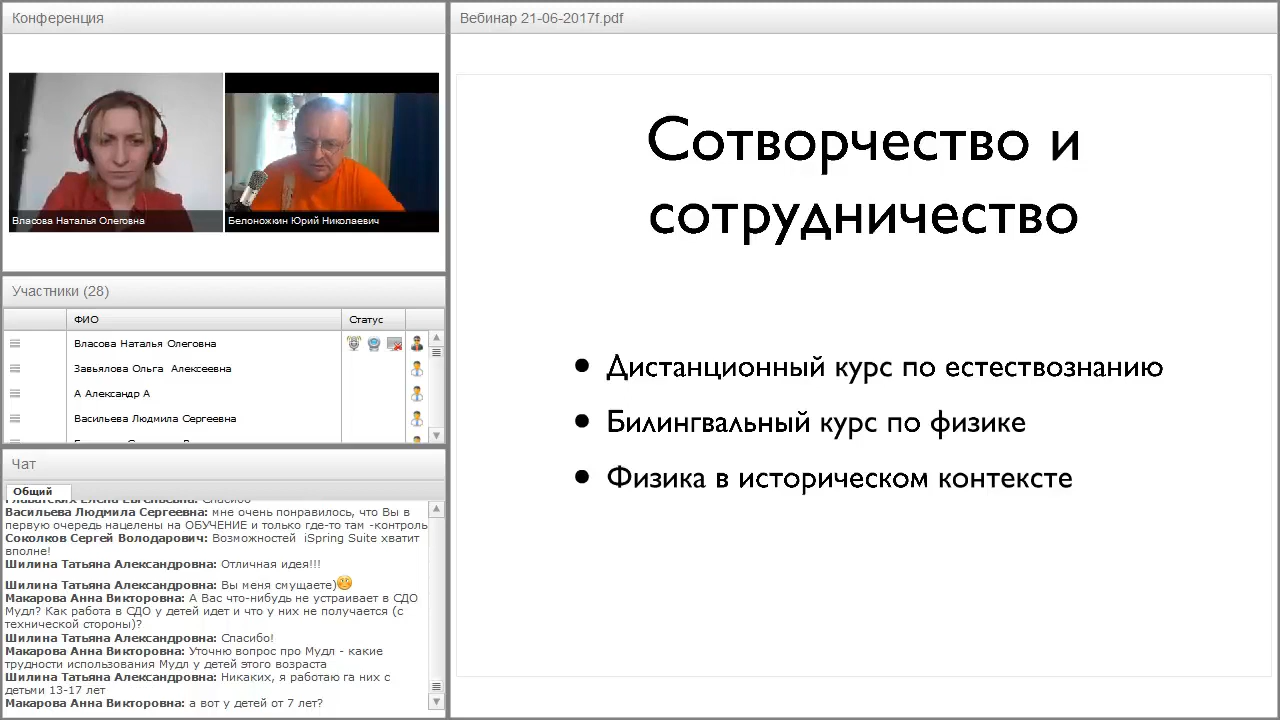 Конференция
Власова Наталья Олеговна
Белоножкин Юрий Николаевич
Участники (28)
ФИО
Статус
Власова Наталья Олеговна
Завьялова Ольга Алексеевна
А Александр А
Васильева Людмила Сергеевна
Чат
Общий
Главатских Елена Евгеньевна: Спасибо
Васильева Людмила Сергеевна: мне очень понравилось, что Вы в
первую очередь нацелены на ОБУЧЕНИЕ и только где-то там -контроль
Соколков Сергей Володарович: Возможностей iSpring Suite хватит
вполне!
Шилина Татьяна Александровна: Отличная идея!!!
Шилина Татьяна Александровна: Вы меня смущаете)
Макарова Анна Викторовна: А Вас что-нибудь не устраивает в СДО
Мудл? Как работа в СДО у детей идет и что у них не получается (с
технической стороны)?
Шилина Татьяна Александровна: Спасибо!
Макарова Анна Викторовна: Уточню вопрос про Мудл - какие
трудности использования Мудл у детей этого возраста
Шилина Татьяна Александровна: Никаких, я работаю га них с
детьми 13-17 лет
Макарова Анна Викторовна: а вот у детей от 7 лет?
Вебинар 21-06-2017f.pdf
Сотворчество и
сотрудничество
• Дистанционный курс по естествознанию
• Билингвальный курс по физике
• Физика в историческом контексте